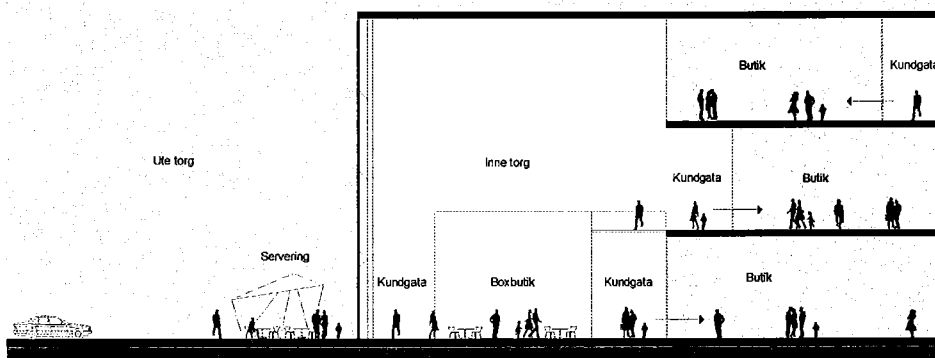 Butik
Kundgata
Ute torg
Inne torg
Kundgata
Butik
Servering
Kundgata
Boxbutik
Kundgata
Butik